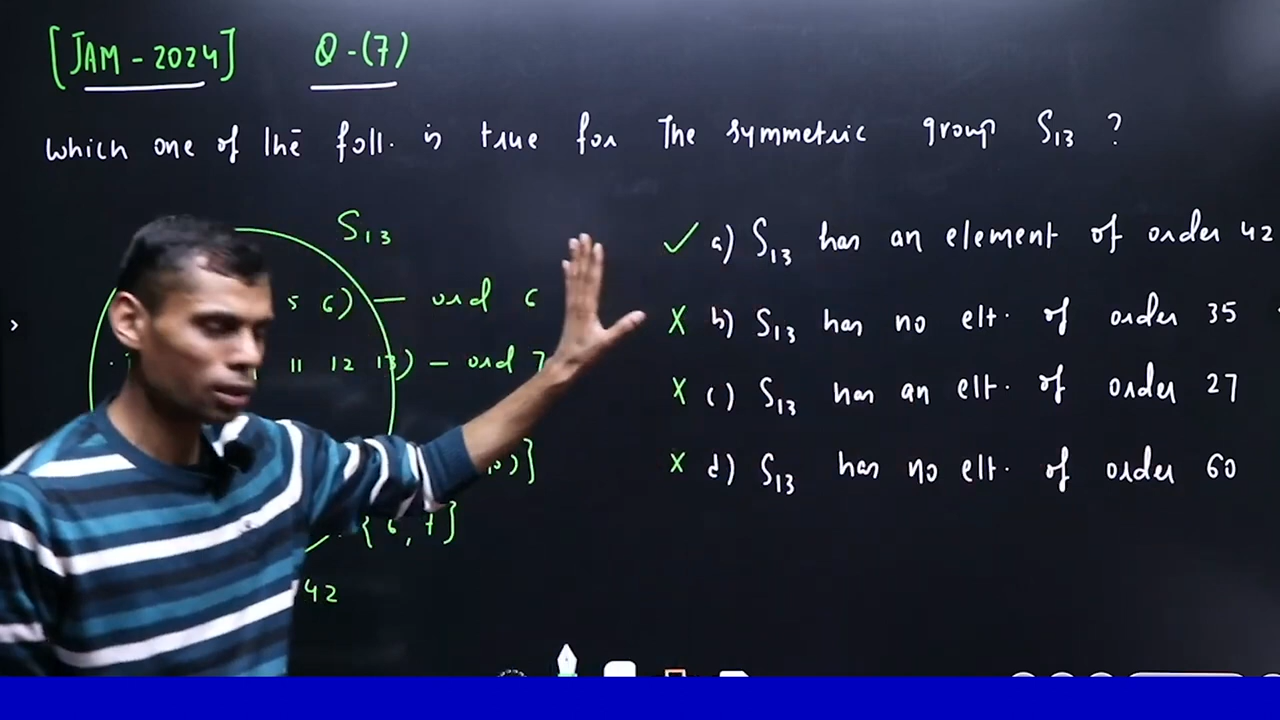 [JAM - 2024] Q-(7)
Which one of the foll. is true for The symmetric group S13 ?
S13
5 6) — ord 6
11 12 13) — ord 7
)]
{6, 7]
42
✓ a) S13 has an element of order 42
X b) S13 has no elt. of order 35
X c) S13 has an elt. of order 27
X d) S13 has no elt. of order 60